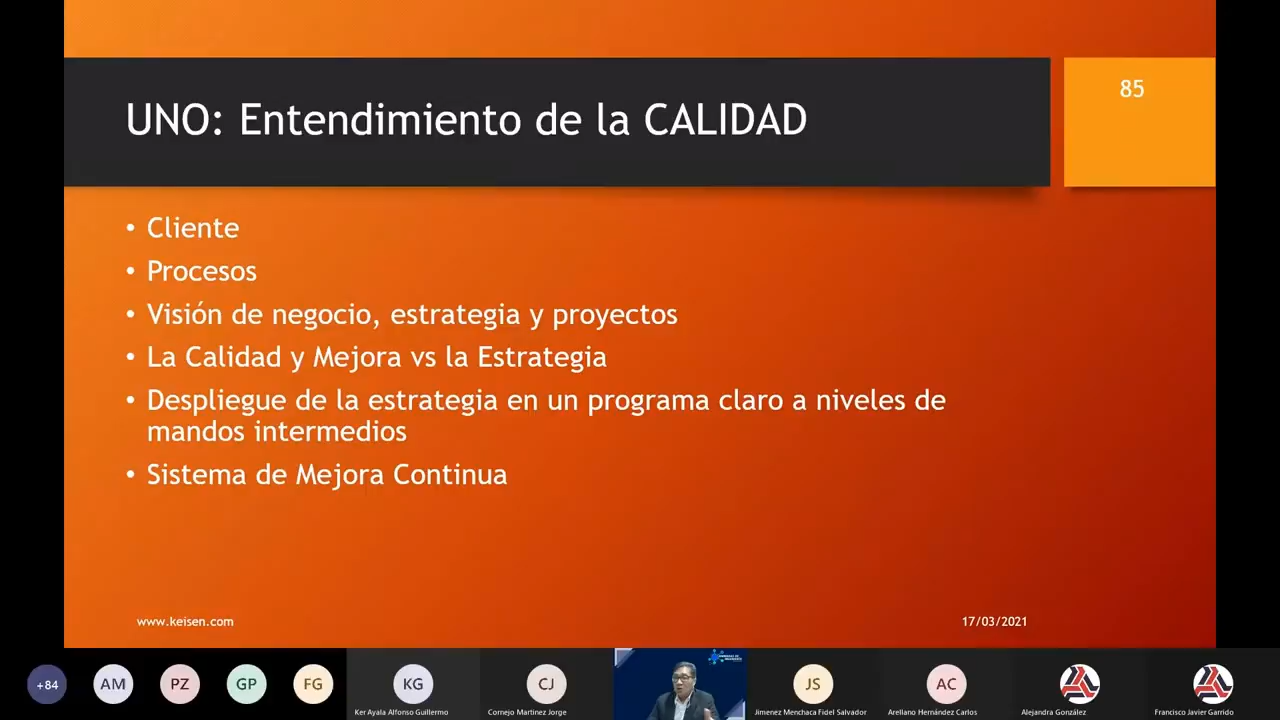 UNO: Entendimiento de la CALIDAD
85
• Cliente
• Procesos
• Visión de negocio, estrategia y proyectos
• La Calidad y Mejora vs la Estrategia
• Despliegue de la estrategia en un programa claro a niveles de
mandos intermedios
• Sistema de Mejora Continua
www.keisen.com
17/03/2021
+84
AM
PZ
GP
FG
KG
CJ
JS
AC
Ker Ayala Alfonso Guillermo
Cornejo Martinez Jorge
Jimenez Menchaca Fidel Salvador
Arellano Hernández Carlos
Alejandra González
Francisco Javier Garrido